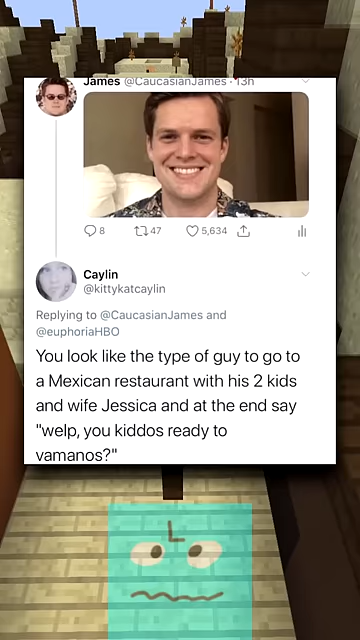 James @CaucasianJames · 13h
8 47 5,634
Caylin
@kittykatcaylin
Replying to @CaucasianJames and
@euphoriaHBO
You look like the type of guy to go to
a Mexican restaurant with his 2 kids
and wife Jessica and at the end say
"welp, you kiddos ready to
vamanos?"
L